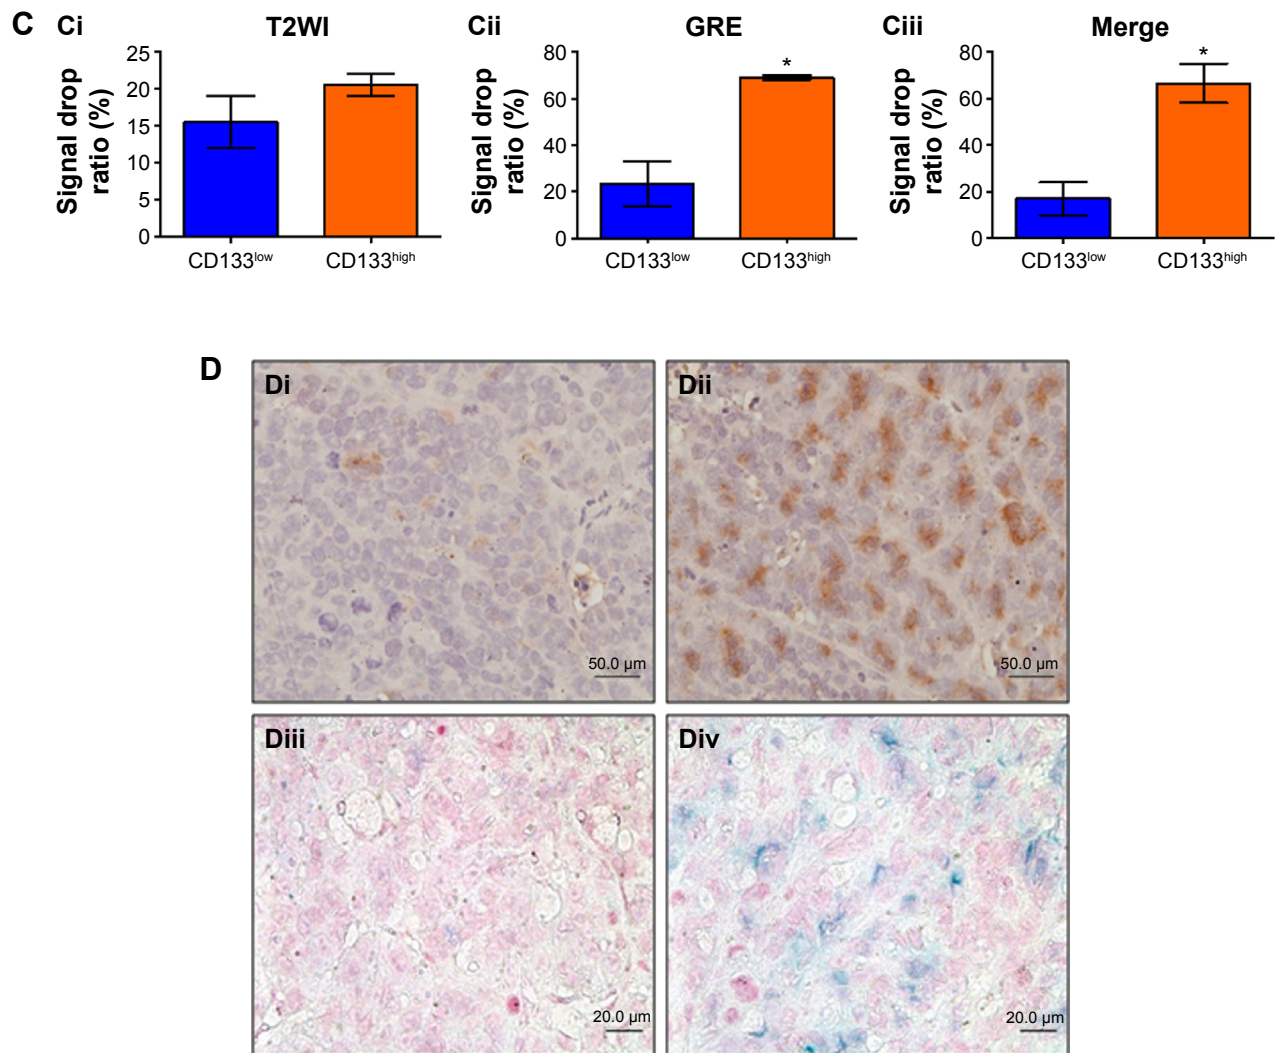 C
Ci
T2WI
Signal drop
ratio (%)
25
20
15
10
5
0
CD133low
CD133high
Cii
GRE
Signal drop
ratio (%)
80
60
40
20
0
*
CD133low
CD133high
Ciii
Merge
Signal drop
ratio (%)
80
60
40
20
0
*
CD133low
CD133high
D
Di
50.0 µm
Dii
50.0 µm
Diii
20.0 µm
Div
20.0 µm